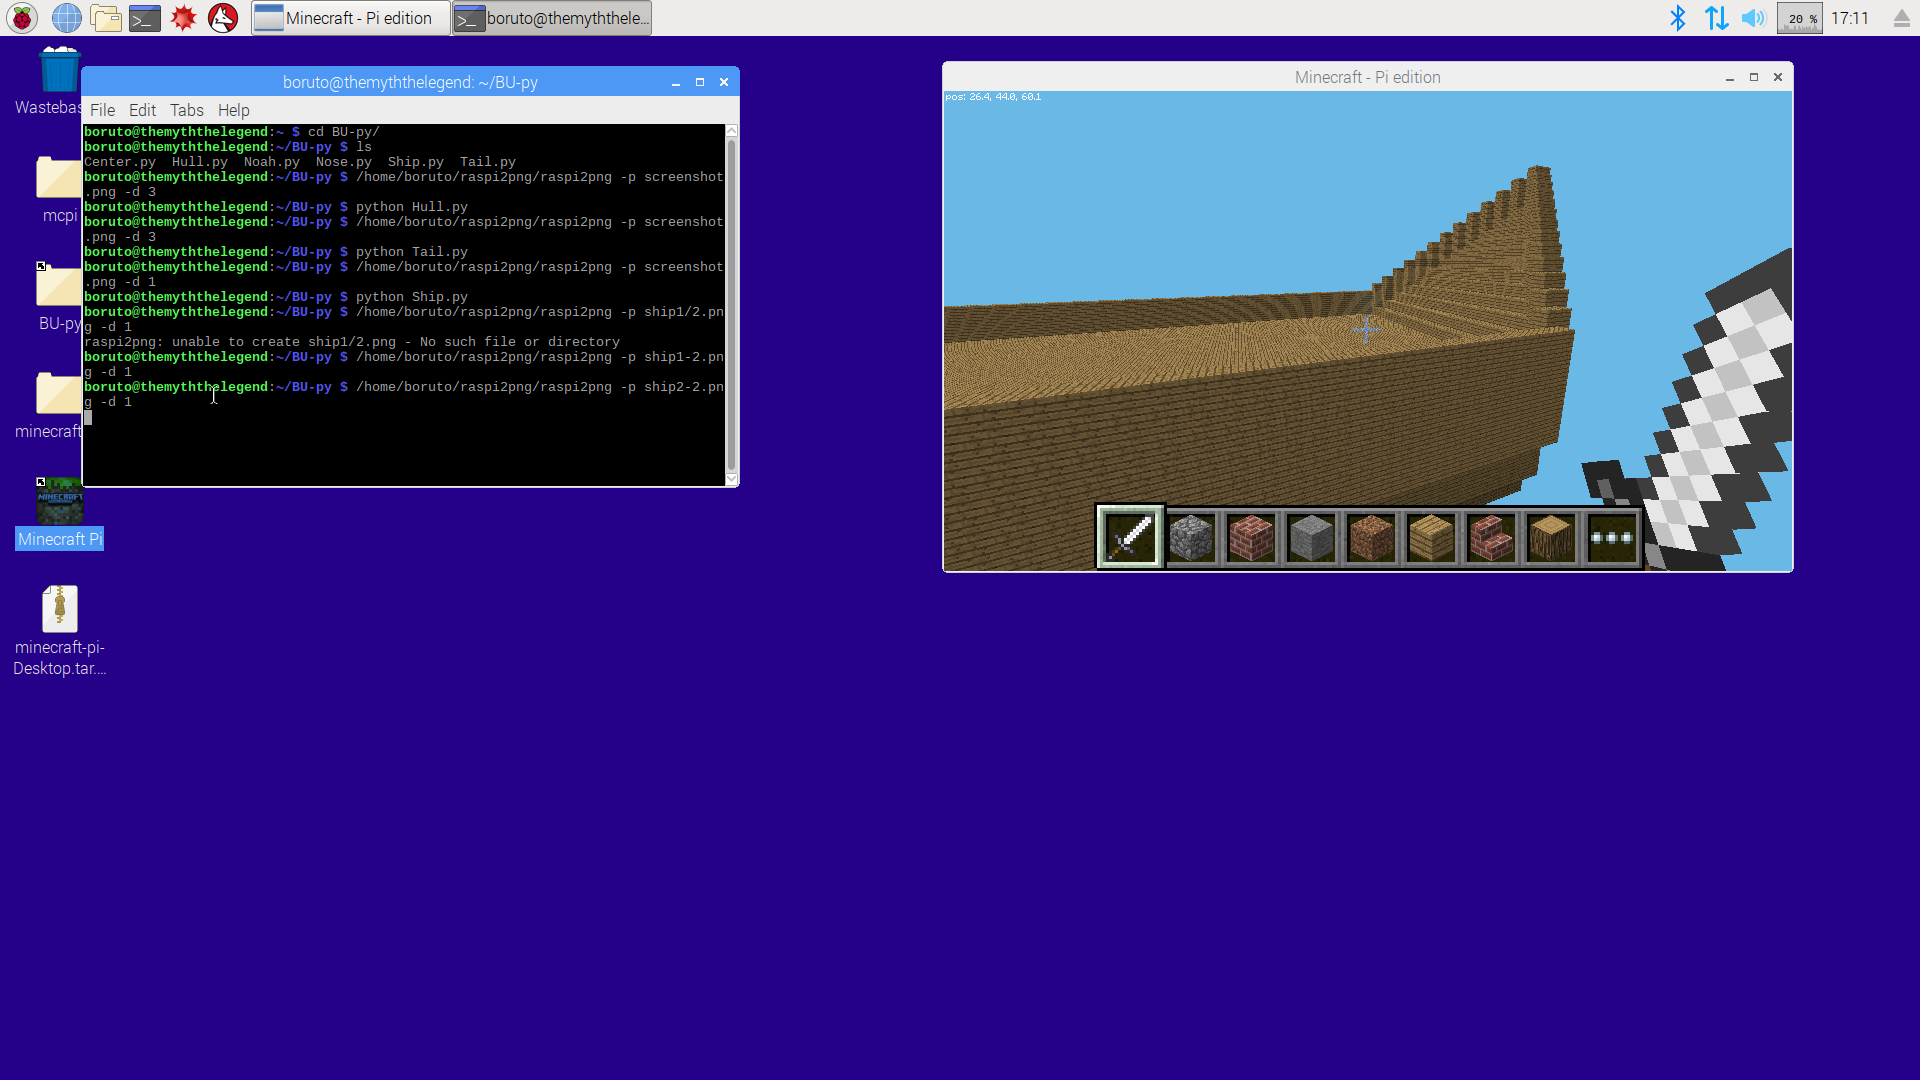 Minecraft - Pi edition
boruto@themyththele...
20 %
17:11
Wastebas
mcpi
BU-py
minecraft
MINECRAFT
Minecraft Pi
minecraft-pi-
Desktop.tar....
boruto@themyththelegend: ~/BU-py
File Edit Tabs Help
boruto@themyththelegend:~ $ cd BU-py/
boruto@themyththelegend:~/BU-py $ ls
Center.py  Hull.py  Noah.py  Nose.py  Ship.py  Tail.py
boruto@themyththelegend:~/BU-py $ /home/boruto/raspi2png/raspi2png -p screenshot
.png -d 3
boruto@themyththelegend:~/BU-py $ python Hull.py
boruto@themyththelegend:~/BU-py $ /home/boruto/raspi2png/raspi2png -p screenshot
.png -d 3
boruto@themyththelegend:~/BU-py $ python Tail.py
boruto@themyththelegend:~/BU-py $ /home/boruto/raspi2png/raspi2png -p screenshot
.png -d 1
boruto@themyththelegend:~/BU-py $ python Ship.py
boruto@themyththelegend:~/BU-py $ /home/boruto/raspi2png/raspi2png -p ship1/2.pn
g -d 1
raspi2png: unable to create ship1/2.png - No such file or directory
boruto@themyththelegend:~/BU-py $ /home/boruto/raspi2png/raspi2png -p ship1-2.pn
g -d 1
boruto@themyththelegend:~/BU-py $ /home/boruto/raspi2png/raspi2png -p ship2-2.pn
g -d 1
Minecraft - Pi edition
pos: 26.4, 44.0, 60.1